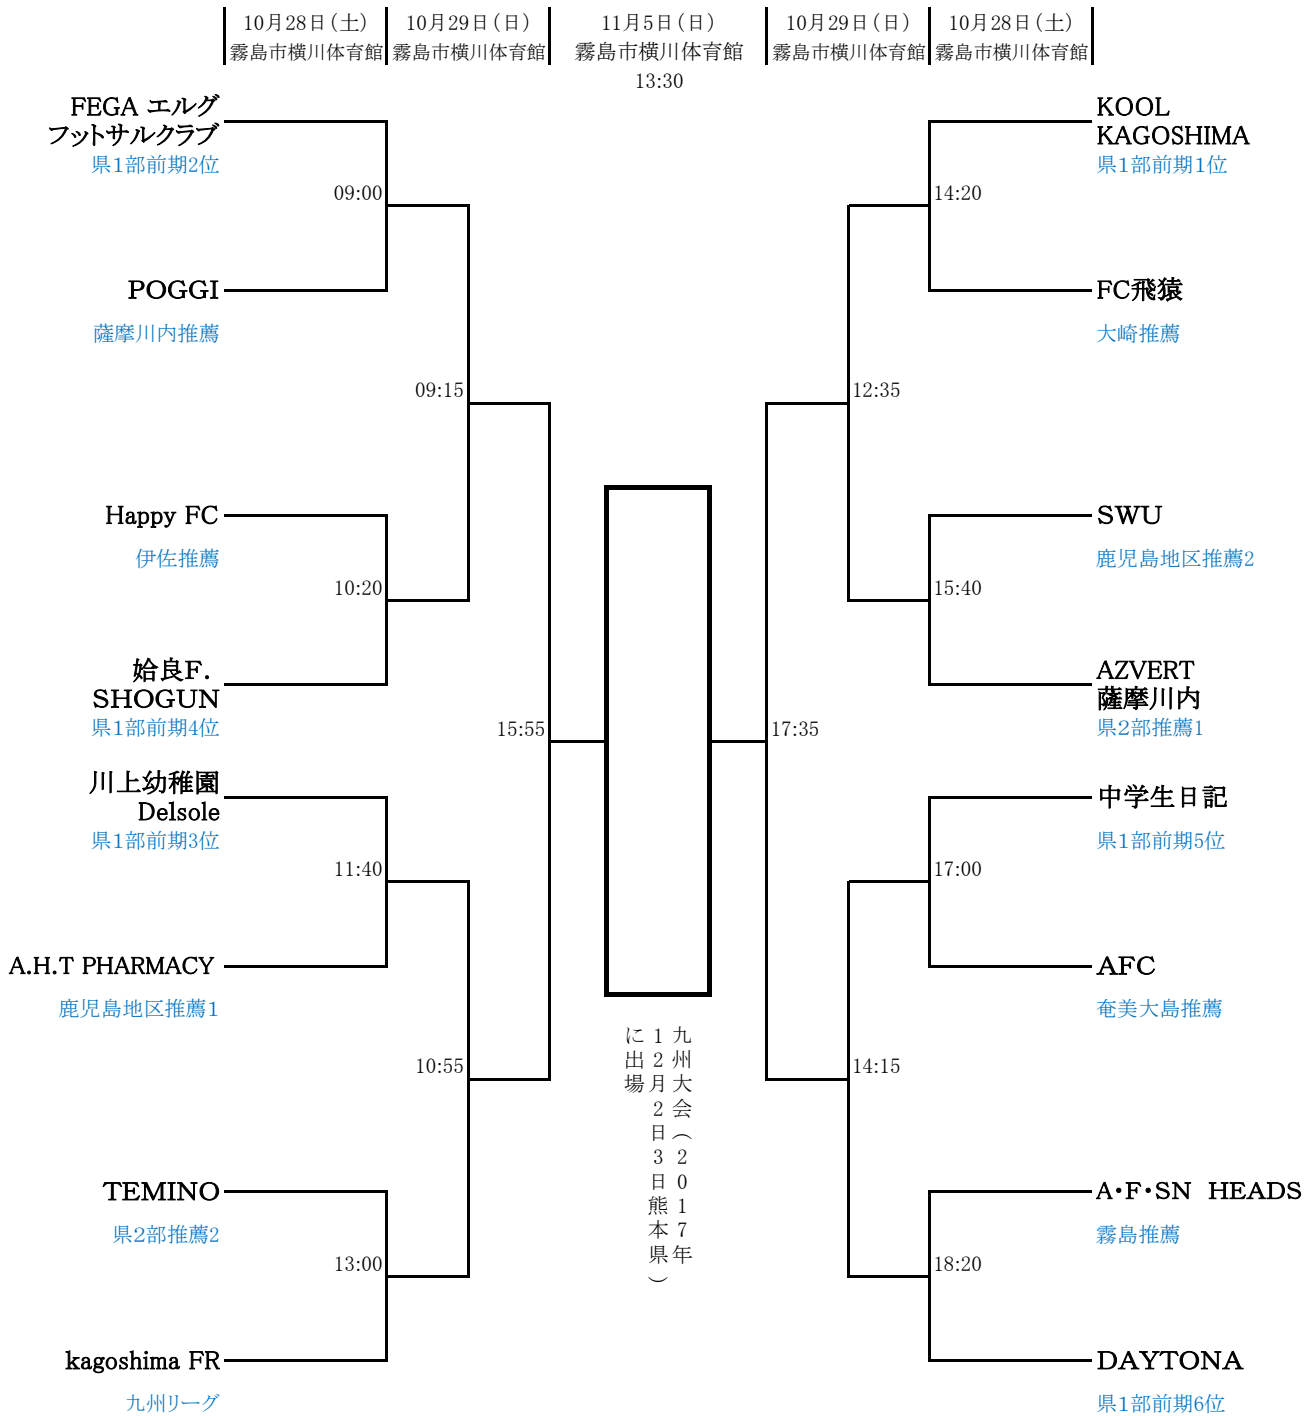 10月28日（土）
霧島市横川体育館
10月29日（日）
霧島市横川体育館
11月5日（日）
霧島市横川体育館
13:30
10月29日（日）
霧島市横川体育館
10月28日（土）
霧島市横川体育館
FEGA エルグ
フットサルクラブ
県1部前期2位
09:00
POGGI
薩摩川内推薦
09:15
Happy FC
伊佐推薦
10:20
姶良F.
SHOGUN
県1部前期4位
15:55
川上幼稚園
Delsole
県1部前期3位
11:40
A.H.T PHARMACY
鹿児島地区推薦1
10:55
TEMINO
県2部推薦2
13:00
kagoshima FR
九州リーグ
九州大会（2017年
12月2日3日熊本県）
に出場
KOOL
KAGOSHIMA
県1部前期1位
14:20
FC飛猿
大崎推薦
12:35
SWU
鹿児島地区推薦2
15:40
AZVERT
薩摩川内
県2部推薦1
17:35
中学生日記
県1部前期5位
17:00
AFC
奄美大島推薦
14:15
A・F・SN　HEADS
霧島推薦
18:20
DAYTONA
県1部前期6位